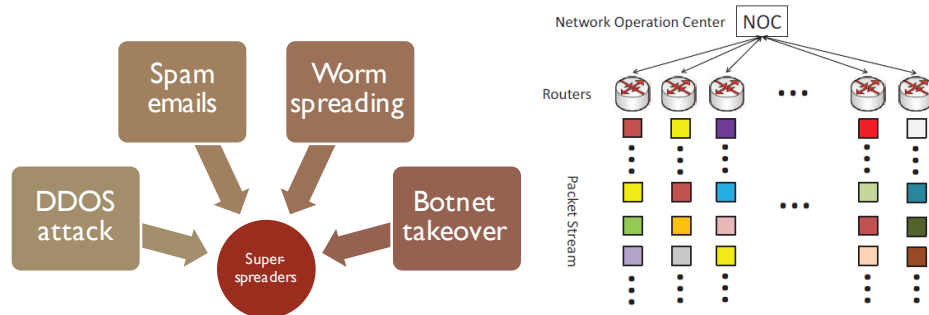 Spam
emails
Worm
spreading
DDOS
attack
Botnet
takeover
Super-
spreaders
Network Operation Center
NOC
Routers
Packet Stream